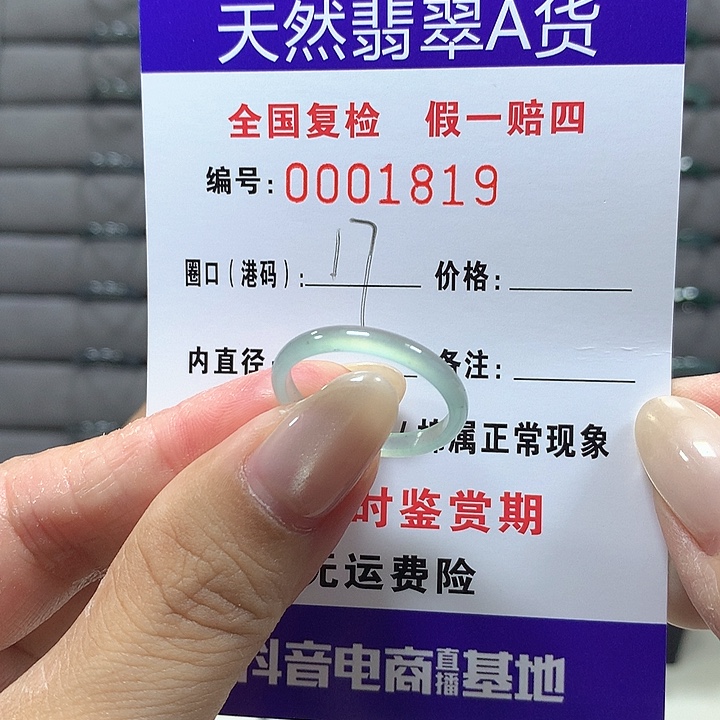 天然翡翠A货
全国复检 假一赔四
编号:0001819
圈口（港码）: 17 价格:
内直径: 备注:
棉属正常现象
时鉴赏期
无运费险
抖音电商直播基地